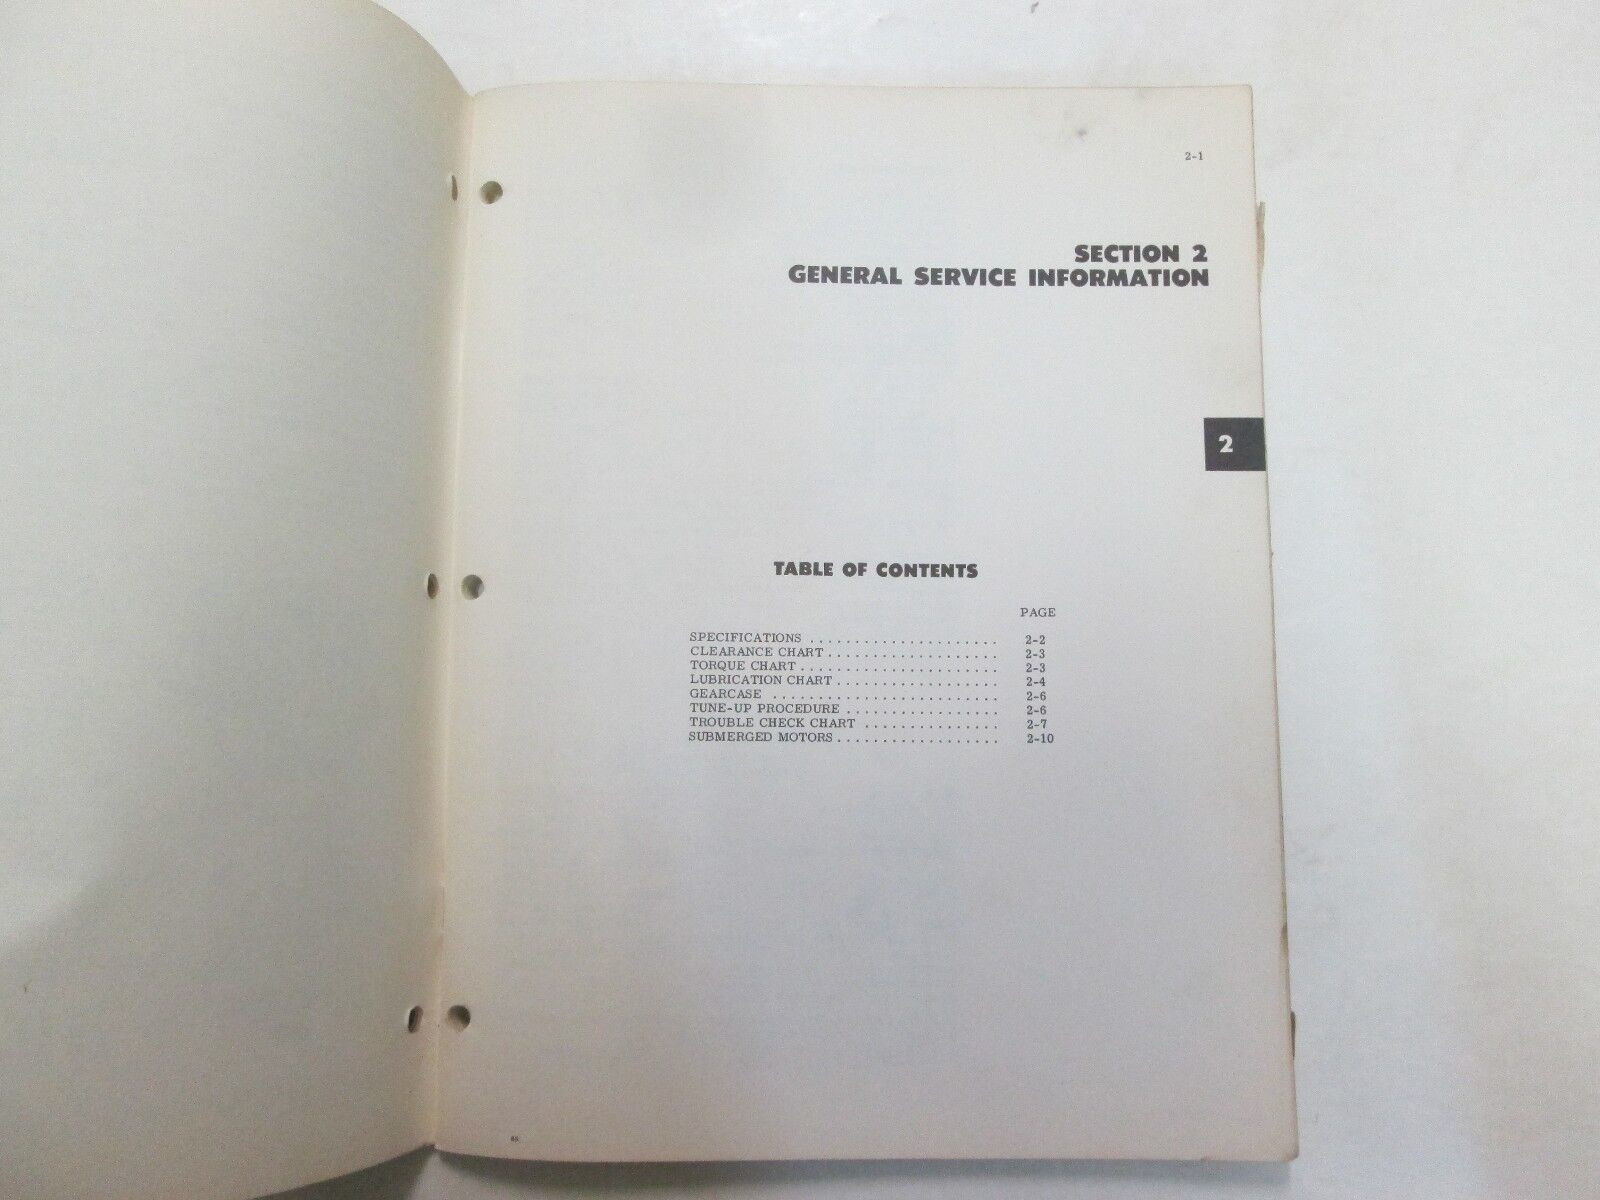 2-1
SECTION 2
GENERAL SERVICE INFORMATION
2
TABLE OF CONTENTS
PAGE
SPECIFICATIONS . . . . . . . . . . . . . . . . . . . . . 2-2
CLEARANCE CHART . . . . . . . . . . . . . . . . . . . 2-3
TORQUE CHART . . . . . . . . . . . . . . . . . . . . . . 2-3
LUBRICATION CHART . . . . . . . . . . . . . . . . . . 2-4
GEARCASE . . . . . . . . . . . . . . . . . . . . . . . . . 2-6
TUNE-UP PROCEDURE . . . . . . . . . . . . . . . . . 2-6
TROUBLE CHECK CHART . . . . . . . . . . . . . . . 2-7
SUBMERGED MOTORS . . . . . . . . . . . . . . . . . . 2-10